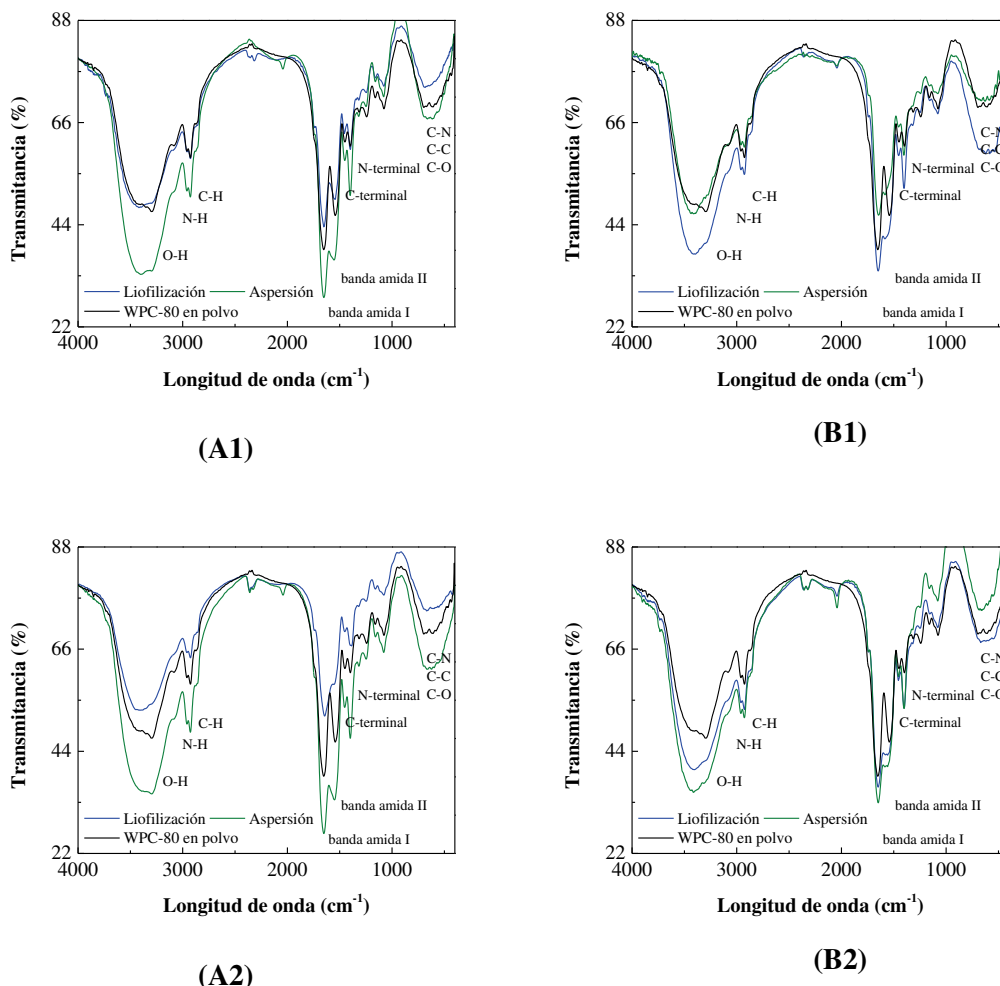 88
66
44
22
Transmitancia (%)
C-N
C-C
C-O
N-terminal
C-terminal
C-H
N-H
O-H
banda amida II
Liofilización
Aspersión
WPC-80 en polvo
banda amida I
4000
3000
2000
1000
Longitud de onda (cm-1)
(A1)
88
66
44
22
Transmitancia (%)
C-N
C-C
C-O
N-terminal
C-terminal
C-H
N-H
O-H
banda amida II
Liofilización
Aspersión
WPC-80 en polvo
banda amida I
4000
3000
2000
1000
Longitud de onda (cm-1)
(B1)
88
66
44
22
Transmitancia (%)
C-N
C-C
C-O
N-terminal
C-terminal
C-H
N-H
O-H
banda amida II
Liofilización
Aspersión
WPC-80 en polvo
banda amida I
4000
3000
2000
1000
Longitud de onda (cm-1)
(A2)
88
66
44
22
Transmitancia (%)
C-N
C-C
C-O
N-terminal
C-terminal
C-H
N-H
O-H
banda amida II
Liofilización
Aspersión
WPC-80 en polvo
banda amida I
4000
3000
2000
1000
Longitud de onda (cm-1)
(B2)